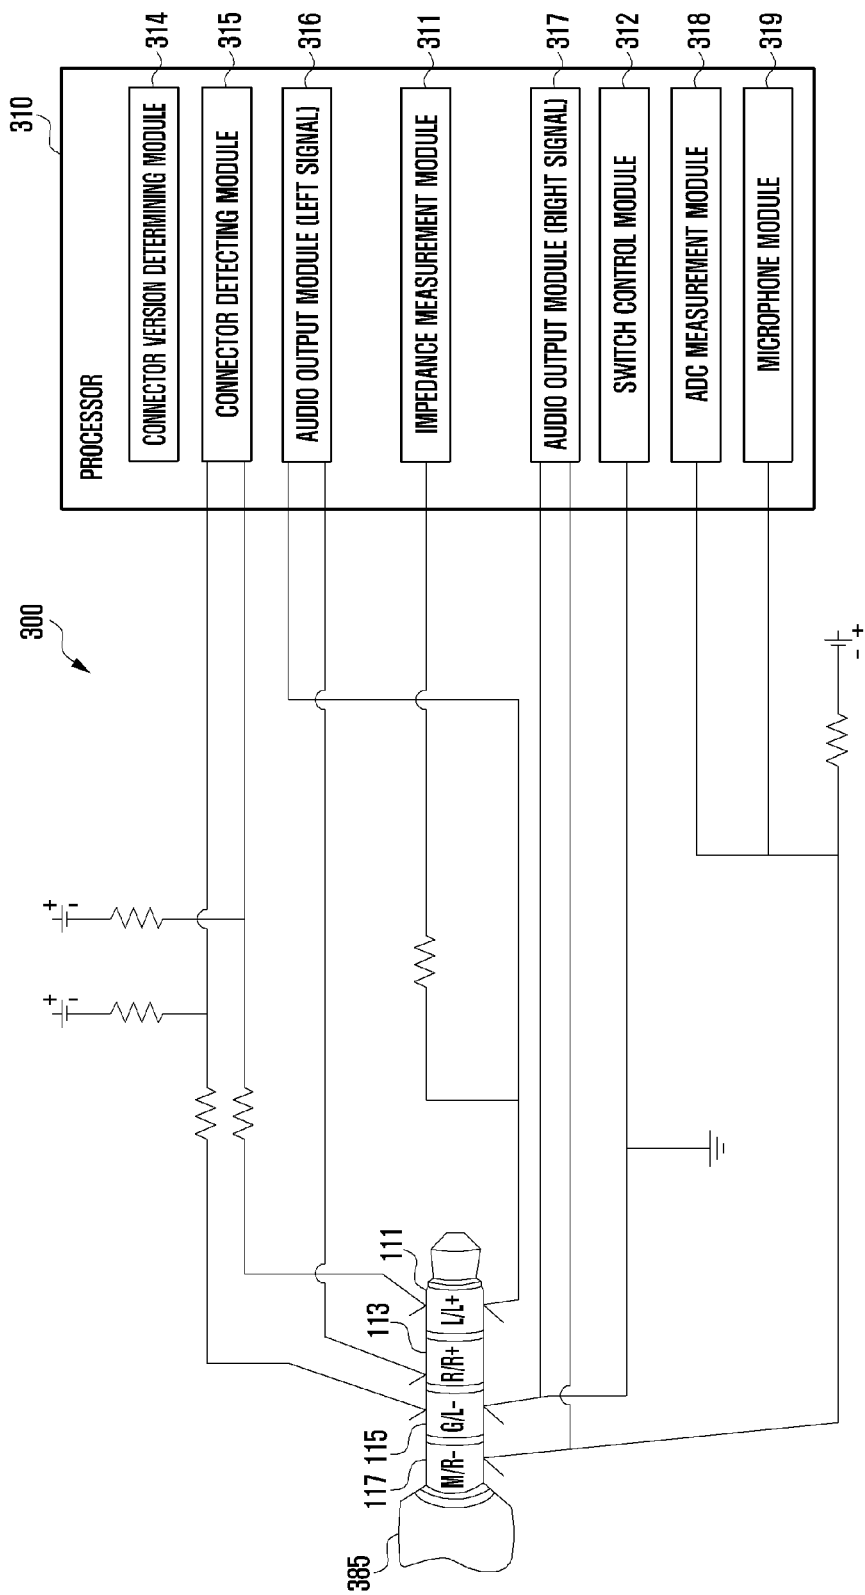 300
310
PROCESSOR
CONNECTOR VERSION DETERMINING MODULE
314
CONNECTOR DETECTING MODULE
315
AUDIO OUTPUT MODULE (LEFT SIGNAL)
316
IMPEDANCE MEASUREMENT MODULE
311
AUDIO OUTPUT MODULE (RIGHT SIGNAL)
317
SWITCH CONTROL MODULE
312
ADC MEASUREMENT MODULE
318
MICROPHONE MODULE
319
+ -
+ -
- +
385
117
115
113
111
M/R-
G/L-
R/R+
L/L+